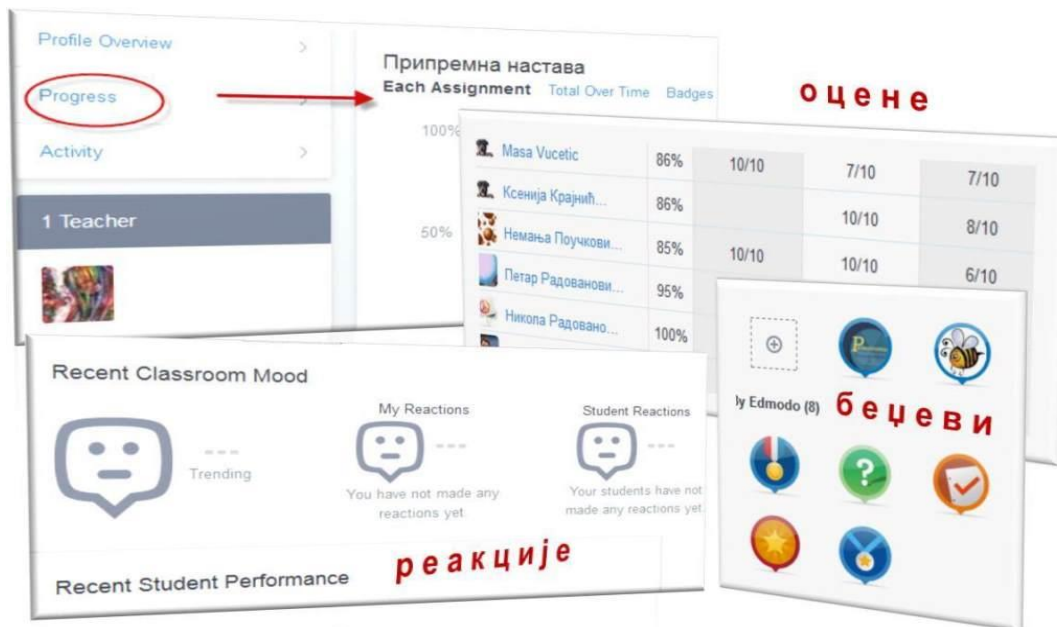 Profile Overview
Progress
Activity
1 Teacher
Припремна настава
Each Assignment Total Over Time Badges
100%
50%
оцене
Masa Vucetic 86% 10/10 7/10 7/10
Ксенија Крајнић... 86% 10/10 8/10
Немања Поучкови... 85% 10/10 10/10 6/10
Петар Радованови... 95%
Никола Радовано... 100%
Recent Classroom Mood
Trending
My Reactions
You have not made any
reactions yet
Student Reactions
Your students have not
made any reactions yet
Recent Student Performance
реакције
By Edmodo (8)
беџеви